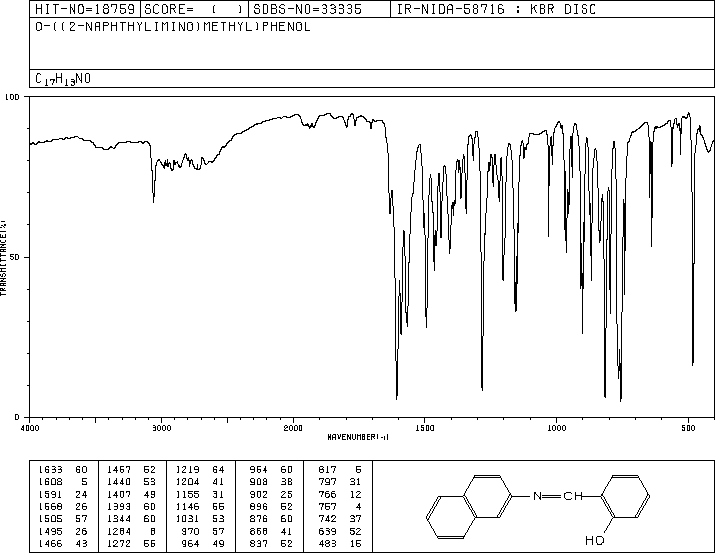 HIT-NO=18759 SCORE= ( ) SDBS-NO=33335 IR-NIDA-58716 : KBR DISC
O-((2-NAPHTHYLIMINO)METHYL)PHENOL
C17H13NO
100
50
0
TRANSMITTANCE(%)
4000 3000 2000 1500 1000 500
WAVENUMBER(-1)
1633 60 1467 62 1219 64 964 60 817 5
1608 5 1440 53 1204 41 908 38 797 31
1591 24 1407 49 1155 31 902 25 766 12
1568 26 1393 60 1146 55 896 52 757 4
1505 57 1344 60 1031 53 876 60 742 37
1495 26 1284 8 970 57 868 41 639 52
1466 43 1272 55 964 49 837 52 483 15
N CH
HO